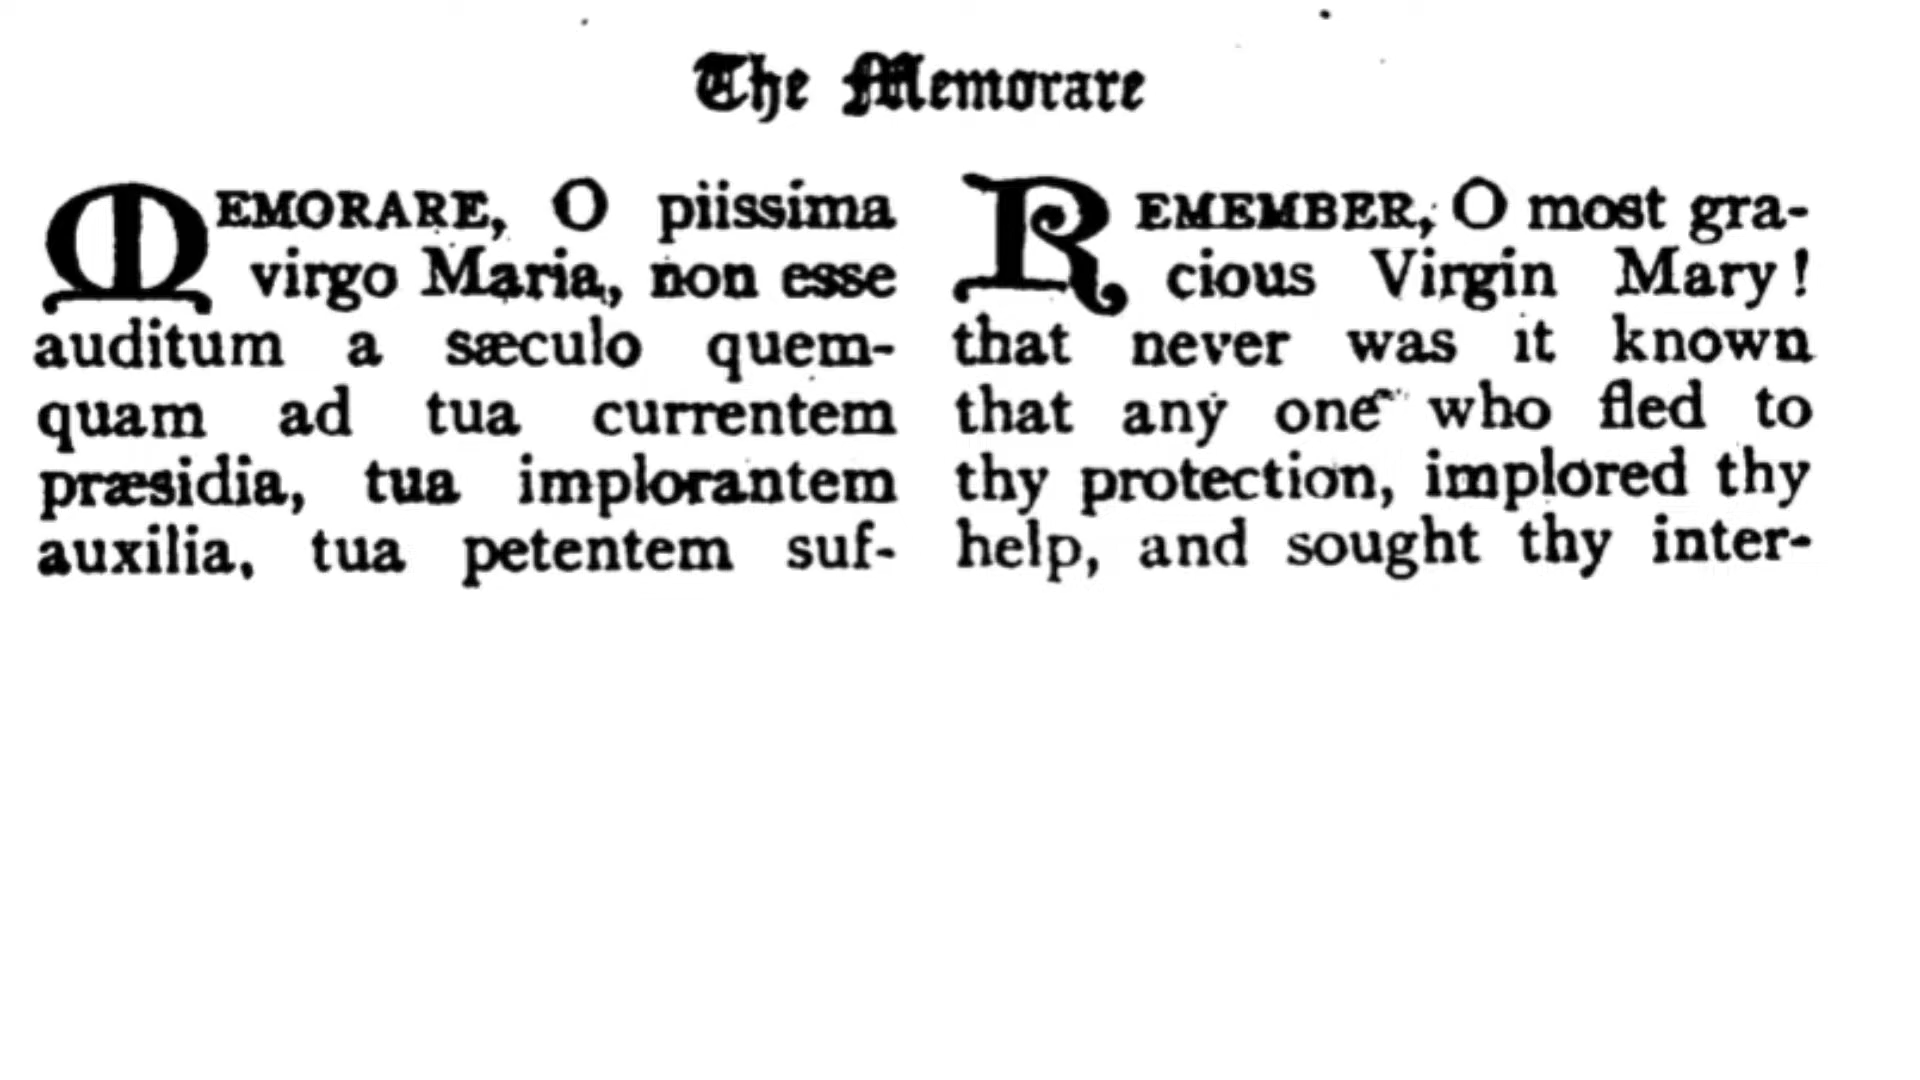 The Memorare
MEMORARE, O piissima
virgo Maria, non esse
auditum a sæculo quem-
quam ad tua currentem
præsidia, tua implorantem
auxilia, tua petentem suf-
REMEMBER, O most gra-
cious Virgin Mary!
that never was it known
that any one who fled to
thy protection, implored thy
help, and sought thy inter-